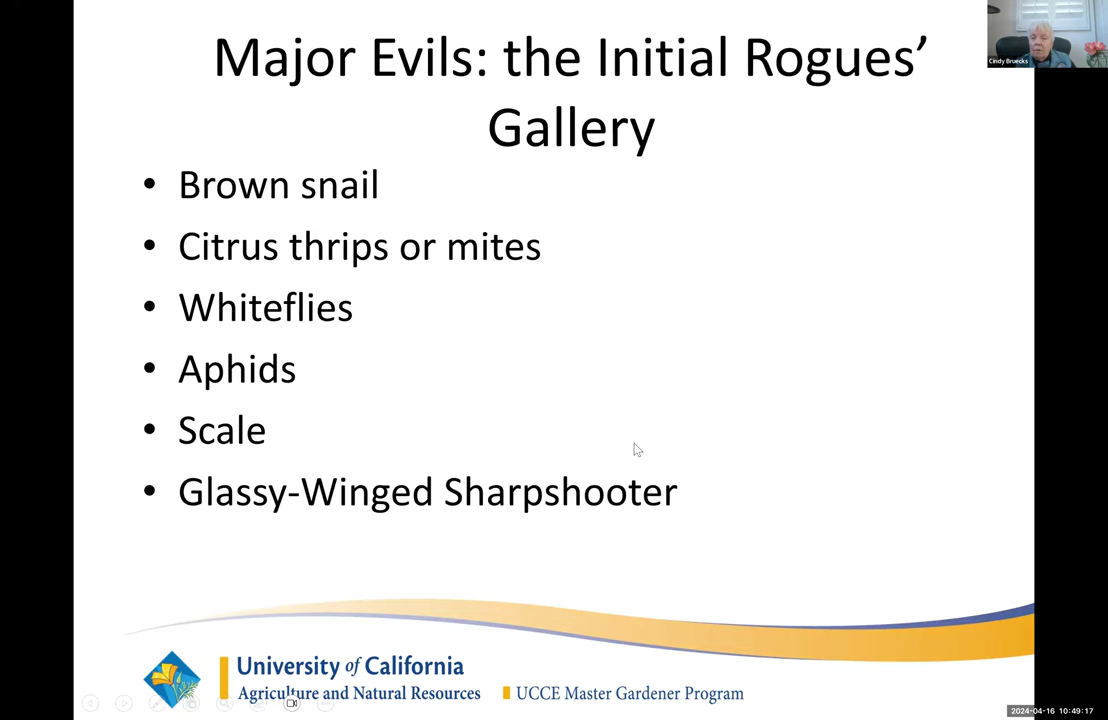 Major Evils: the Initial Rogues’
Gallery
• Brown snail
• Citrus thrips or mites
• Whiteflies
• Aphids
• Scale
• Glassy-Winged Sharpshooter
Cindy Bruecks
University of California
Agriculture and Natural Resources
UCCE Master Gardener Program
2024-04-16 10:49:17